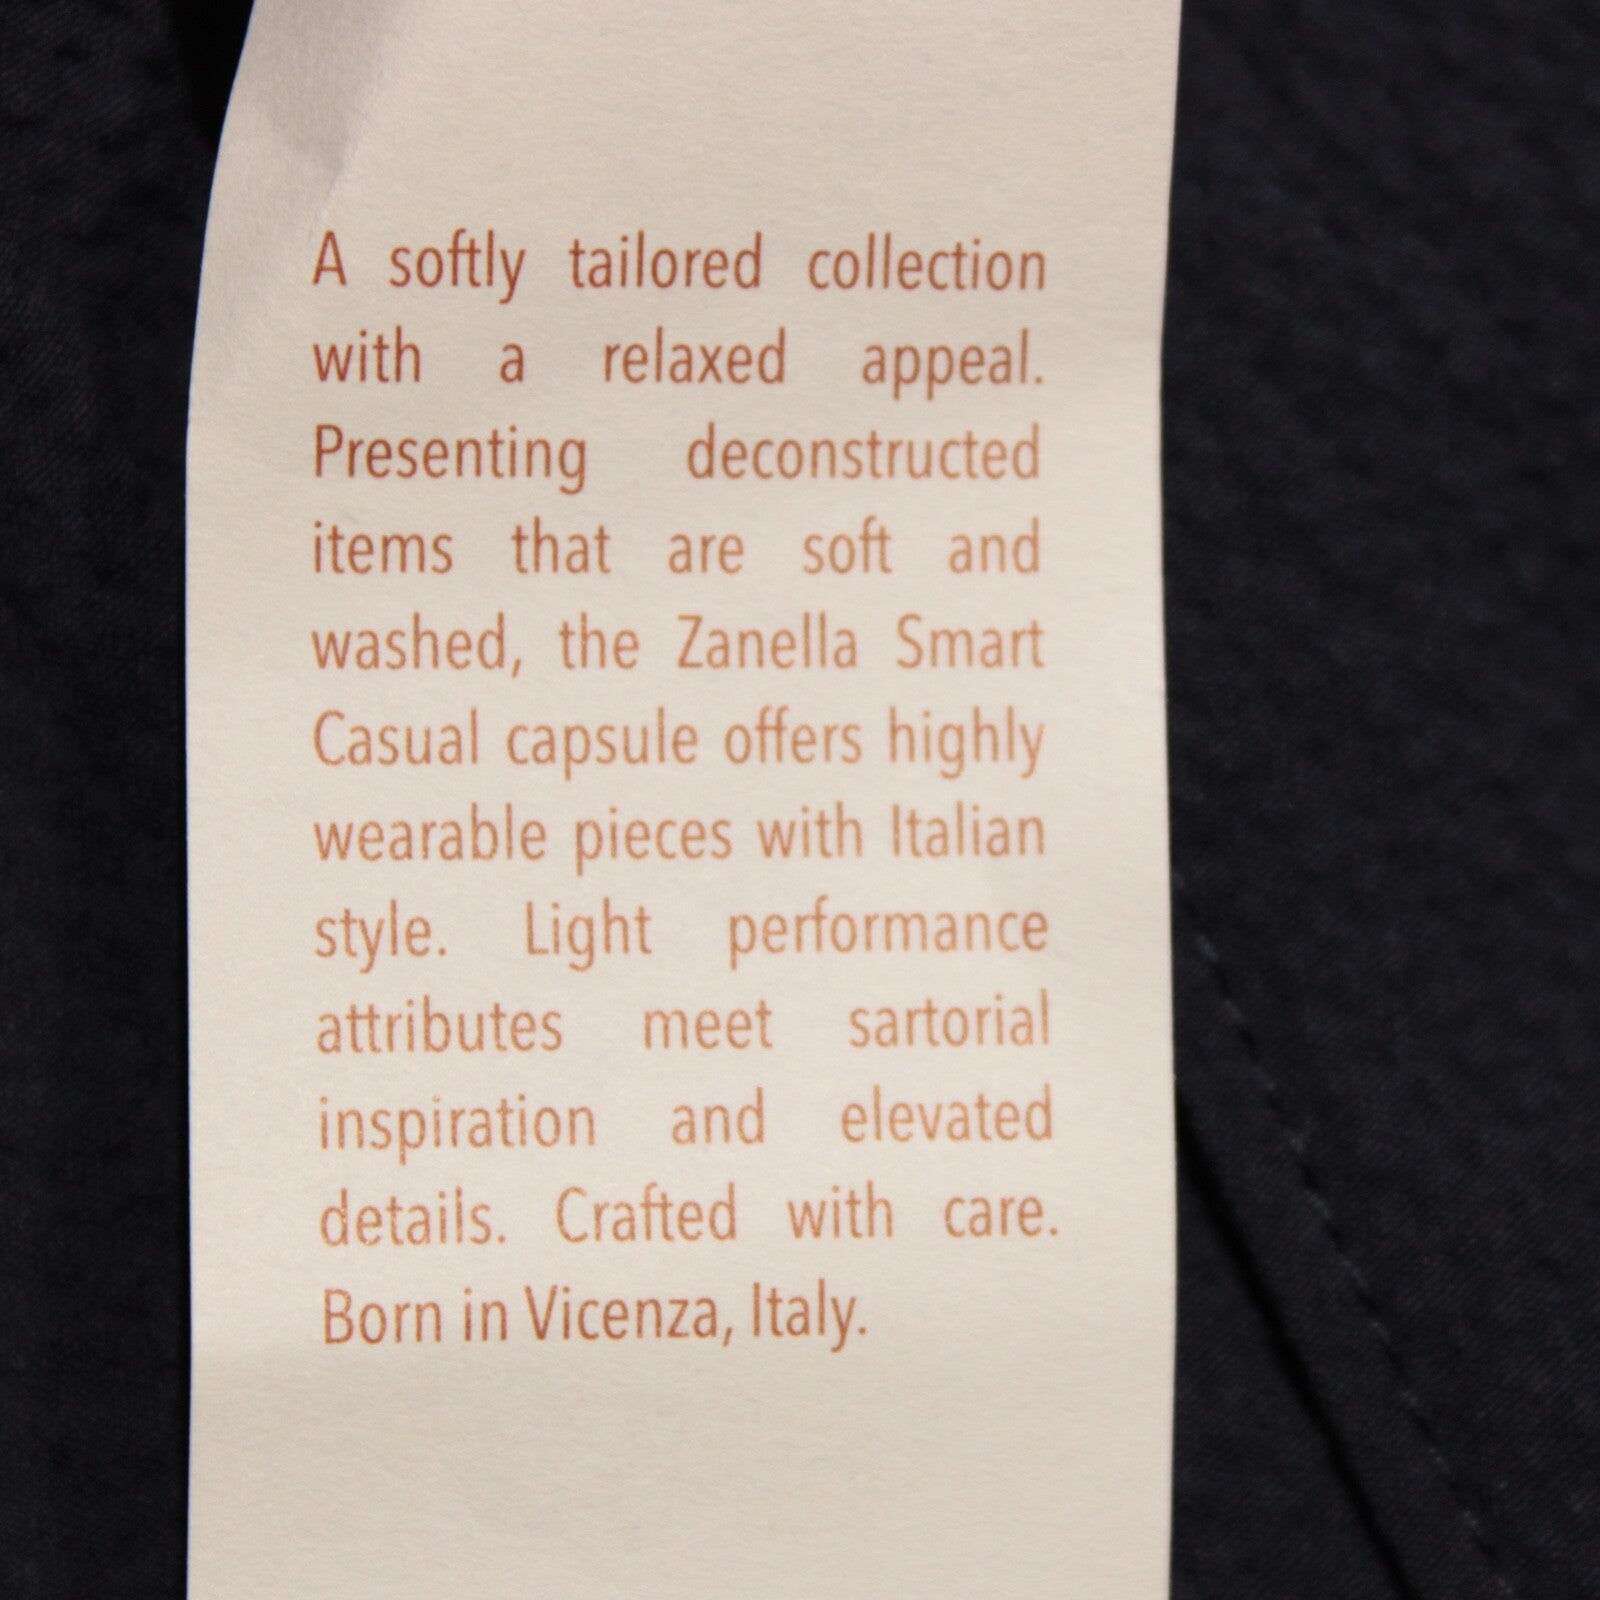 A softly tailored collection
with a relaxed appeal.
Presenting deconstructed
items that are soft and
washed, the Zanella Smart
Casual capsule offers highly
wearable pieces with Italian
style. Light performance
attributes meet sartorial
inspiration and elevated
details. Crafted with care.
Born in Vicenza, Italy.